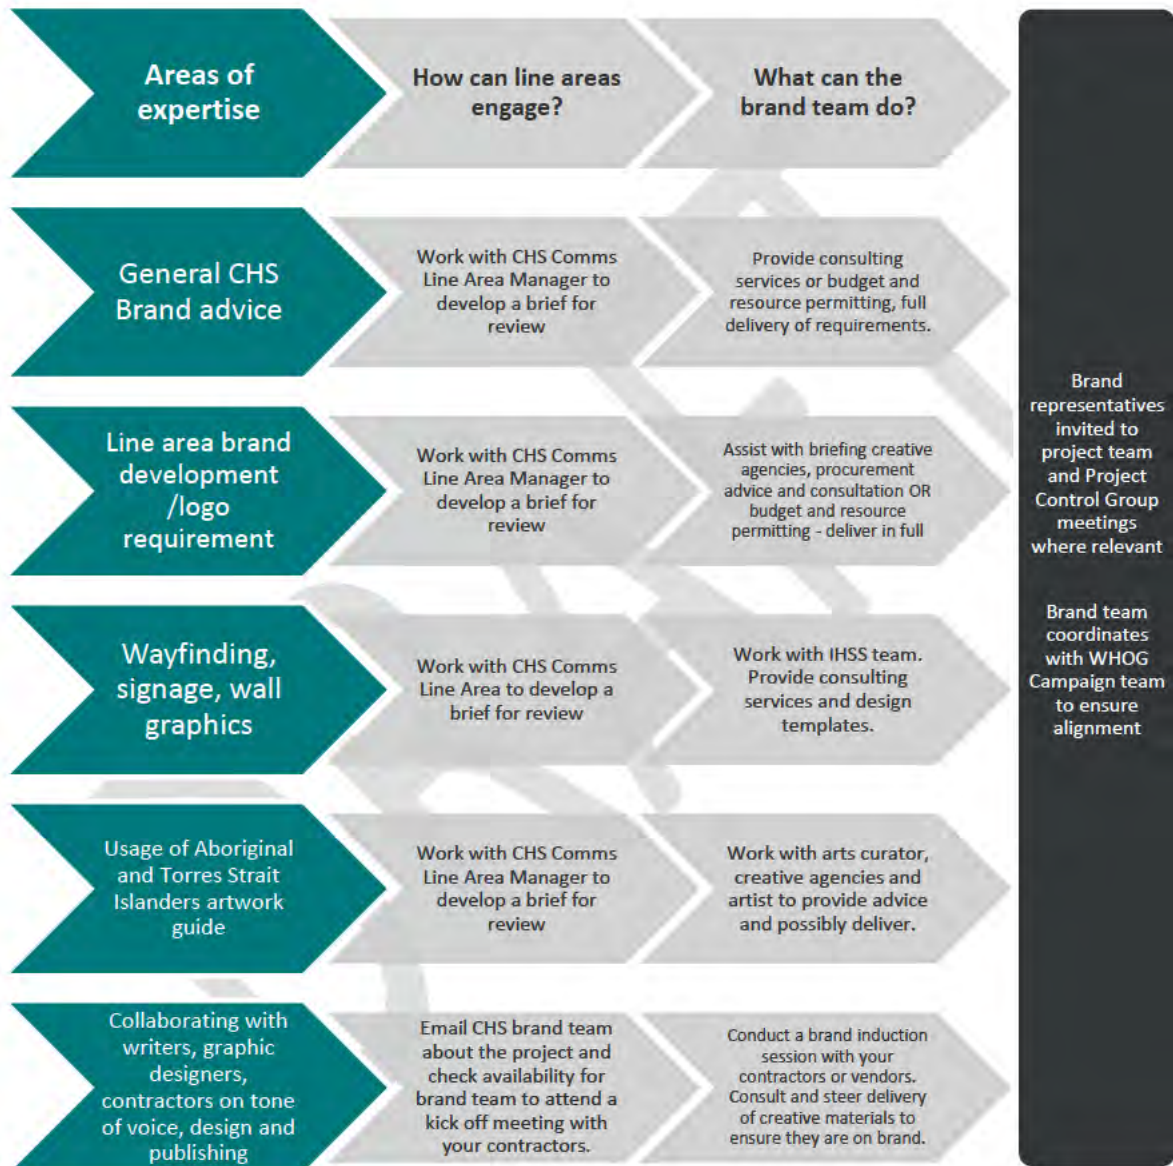 Areas of
expertise
How can line areas
engage?
What can the
brand team do?
General CHS
Brand advice
Work with CHS Comms
Line Area Manager to
develop a brief for
review
Provide consulting
services or budget and
resource permitting, full
delivery of requirements.
Line area brand
development
/logo
requirement
Work with CHS Comms
Line Area Manager to
develop a brief for
review
Assist with briefing creative
agencies, procurement
advice and consultation OR
budget and resource
permitting - deliver in full
Wayfinding,
signage, wall
graphics
Work with CHS Comms
Line Area to develop a
brief for review
Work with IHSS team.
Provide consulting
services and design
templates.
Usage of Aboriginal
and Torres Strait
Islanders artwork
guide
Work with CHS Comms
Line Area Manager to
develop a brief for
review
Work with arts curator,
creative agencies and
artist to provide advice
and possibly deliver.
Collaborating with
writers, graphic
designers,
contractors on tone
of voice, design and
publishing
Email CHS brand team
about the project and
check availability for
brand team to attend a
kick off meeting with
your contractors.
Conduct a brand induction
session with your
contractors or vendors.
Consult and steer delivery
of creative materials to
ensure they are on brand.
Brand
representatives
invited to
project team
and Project
Control Group
meetings
where relevant
Brand team
coordinates
with WHOG
Campaign team
to ensure
alignment